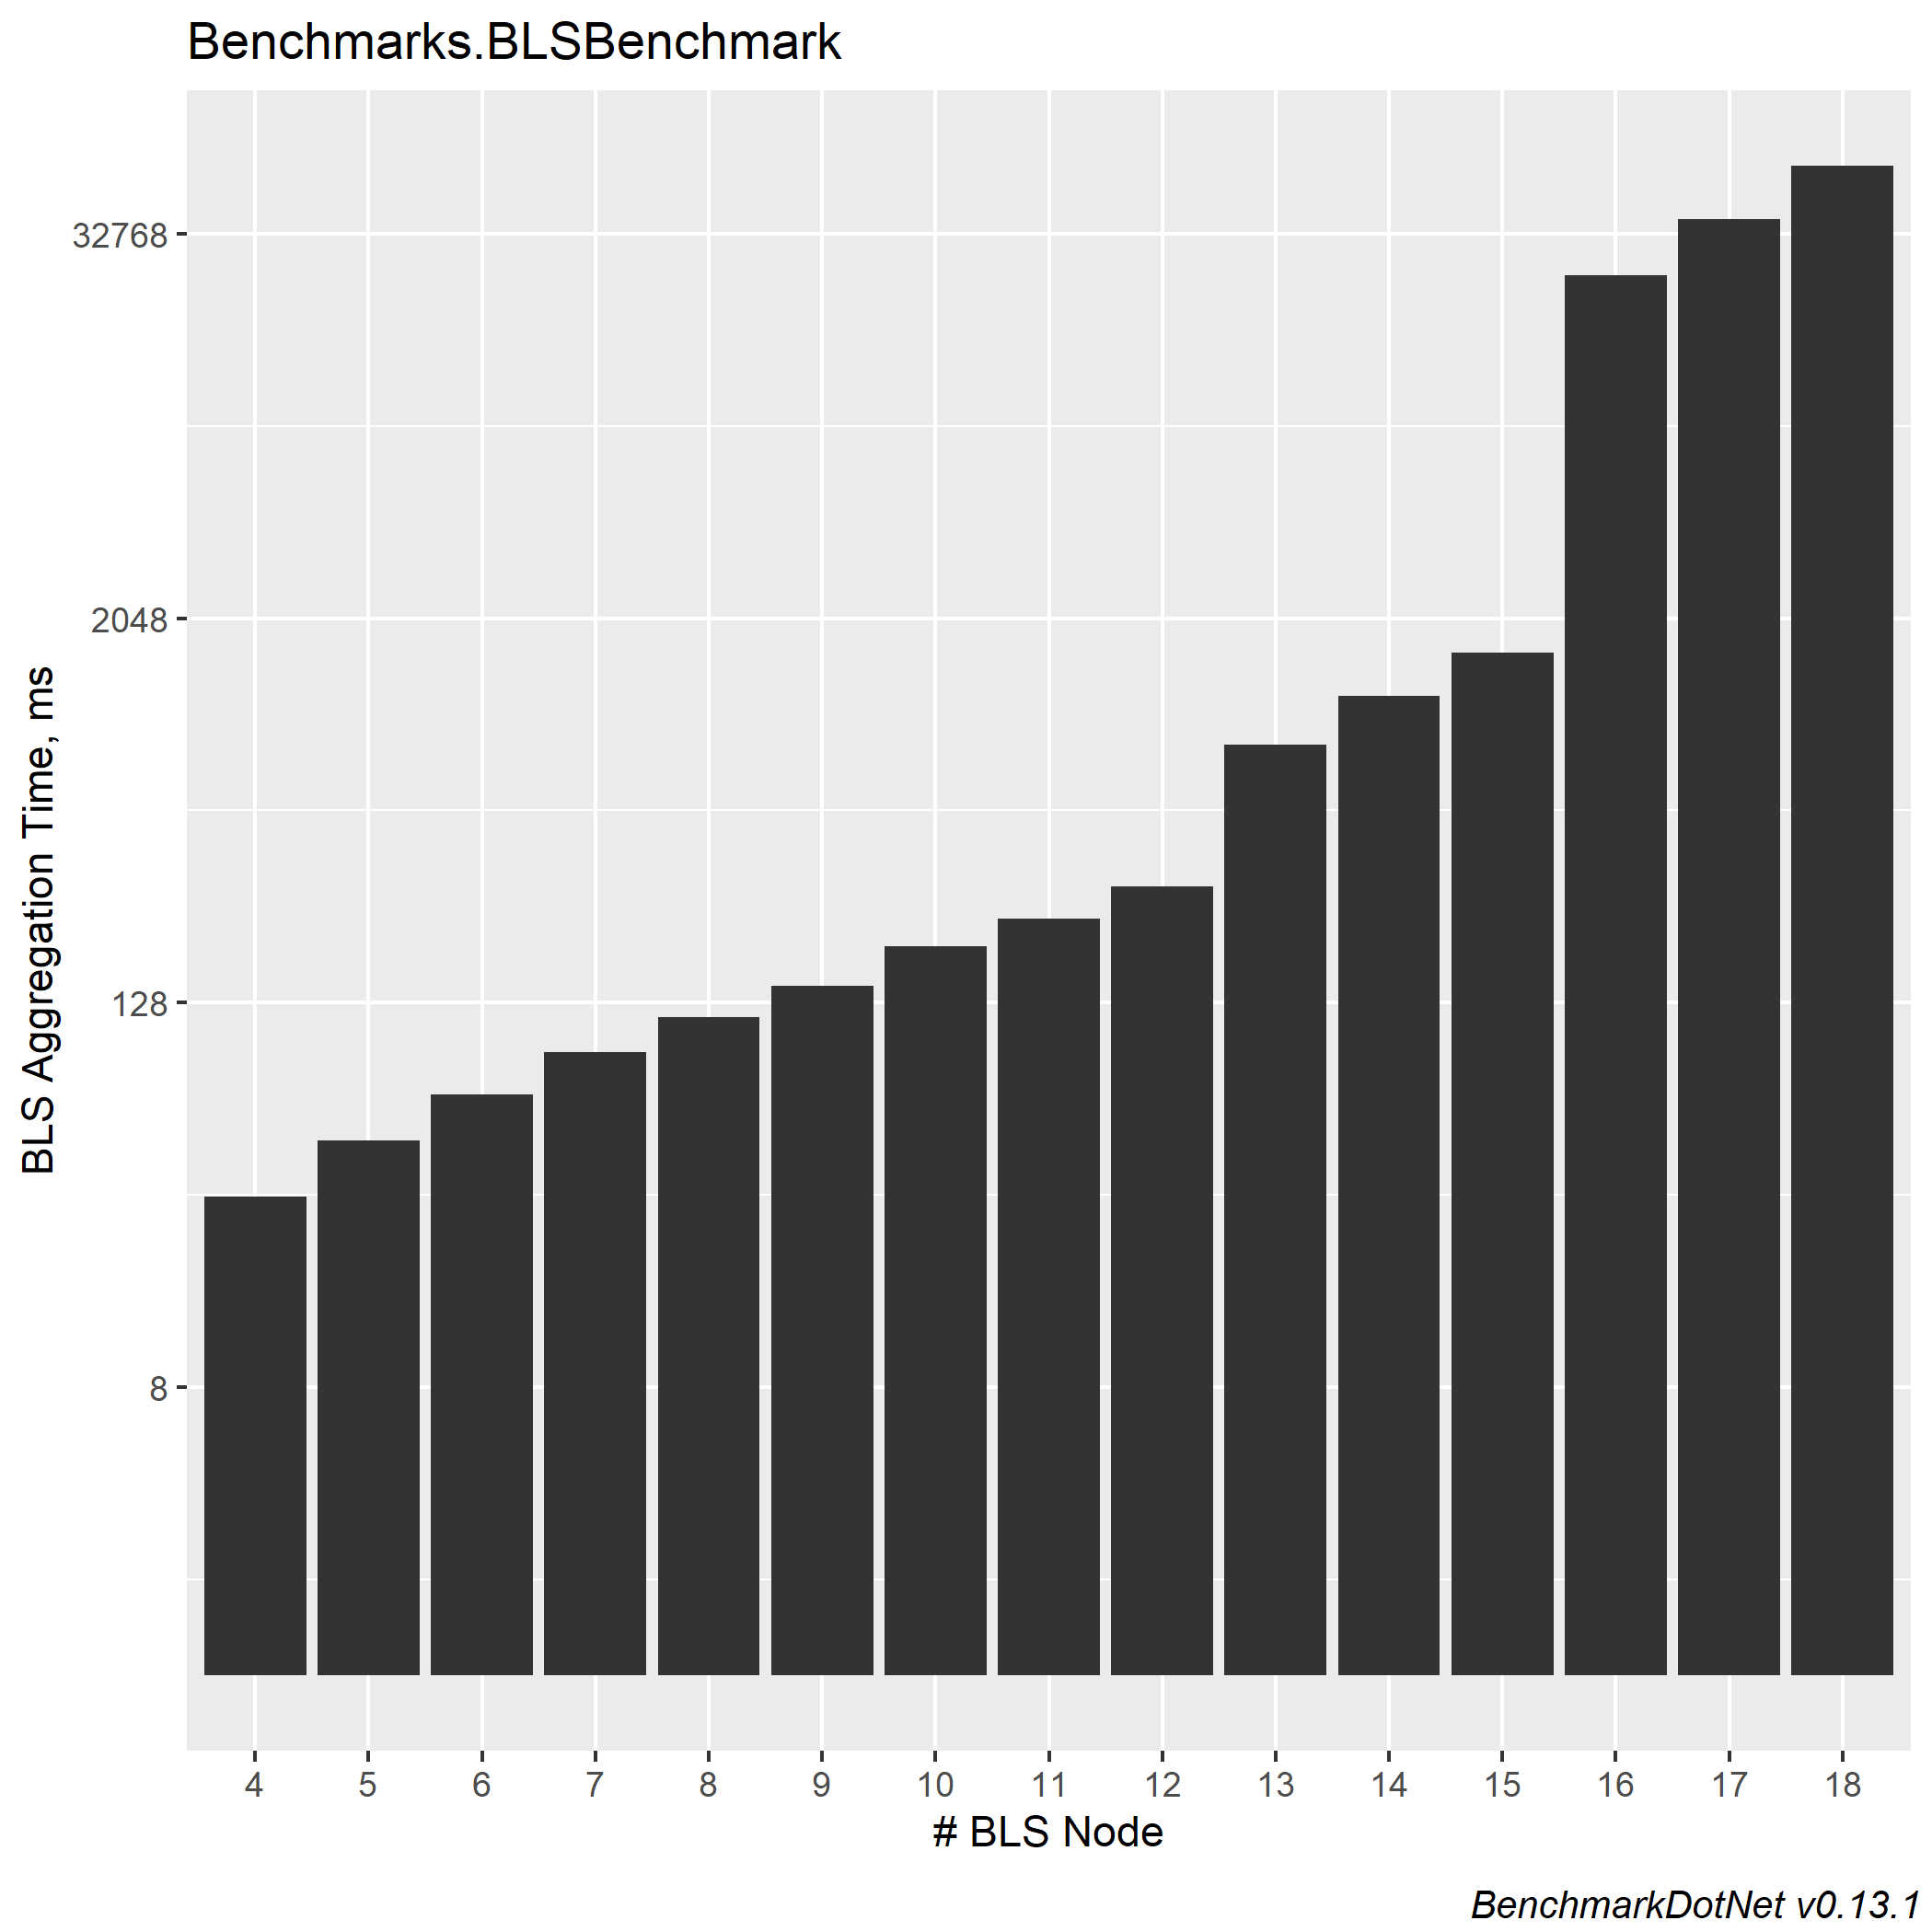 Benchmarks.BLSBenchmark
BLS Aggregation Time, ms
32768
2048
128
8
4 5 6 7 8 9 10 11 12 13 14 15 16 17 18
# BLS Node
BenchmarkDotNet v0.13.1